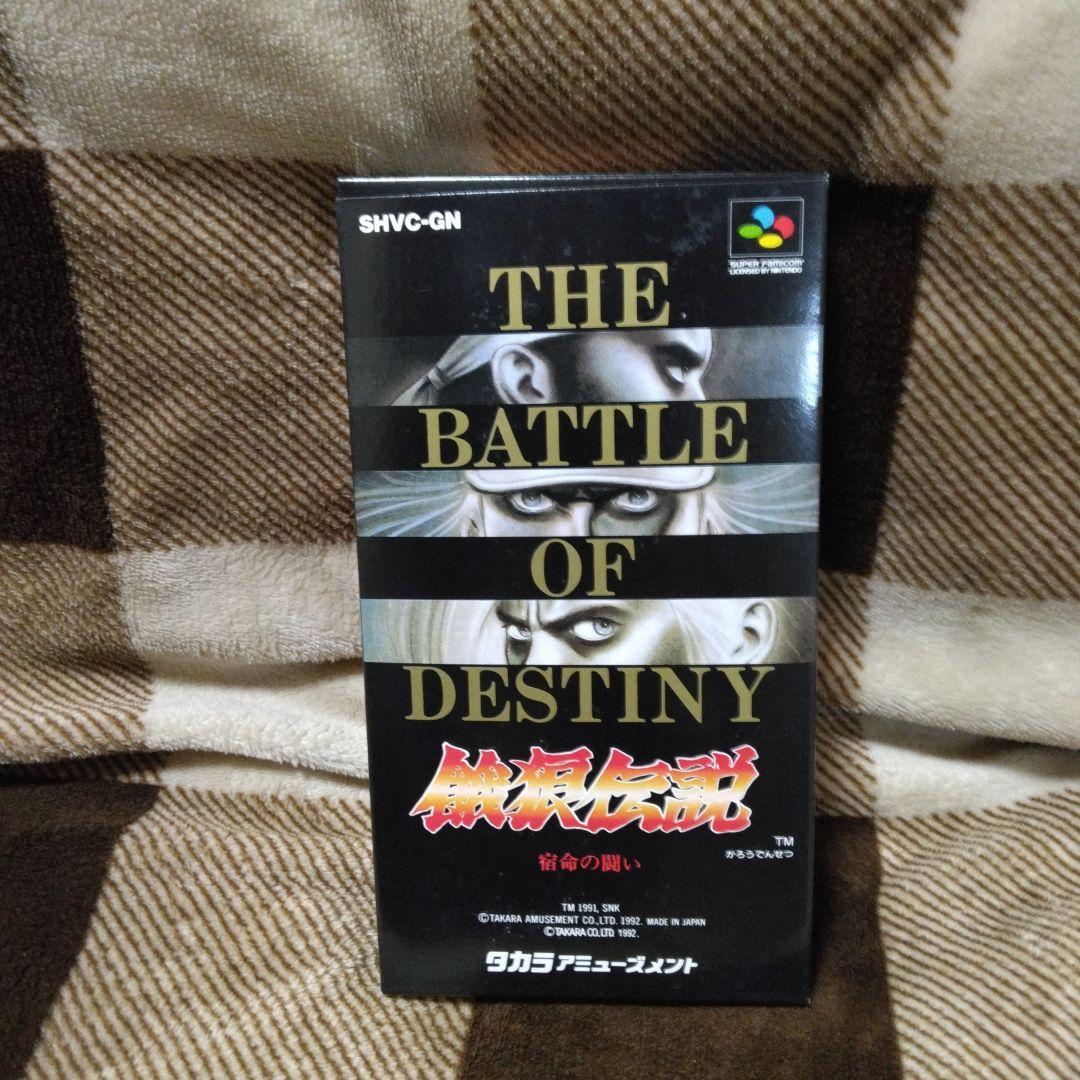 SHVC-GN
SUPER FAMICOM
LICENSED BY NINTENDO
THE
BATTLE
OF
DESTINY
餓狼伝説
TM
がろうでんせつ
宿命の闘い
TM 1991, SNK
©TAKARA AMUSEMENT CO., LTD. 1992. MADE IN JAPAN
©TAKARA CO., LTD. 1992.
タカラアミューズメント